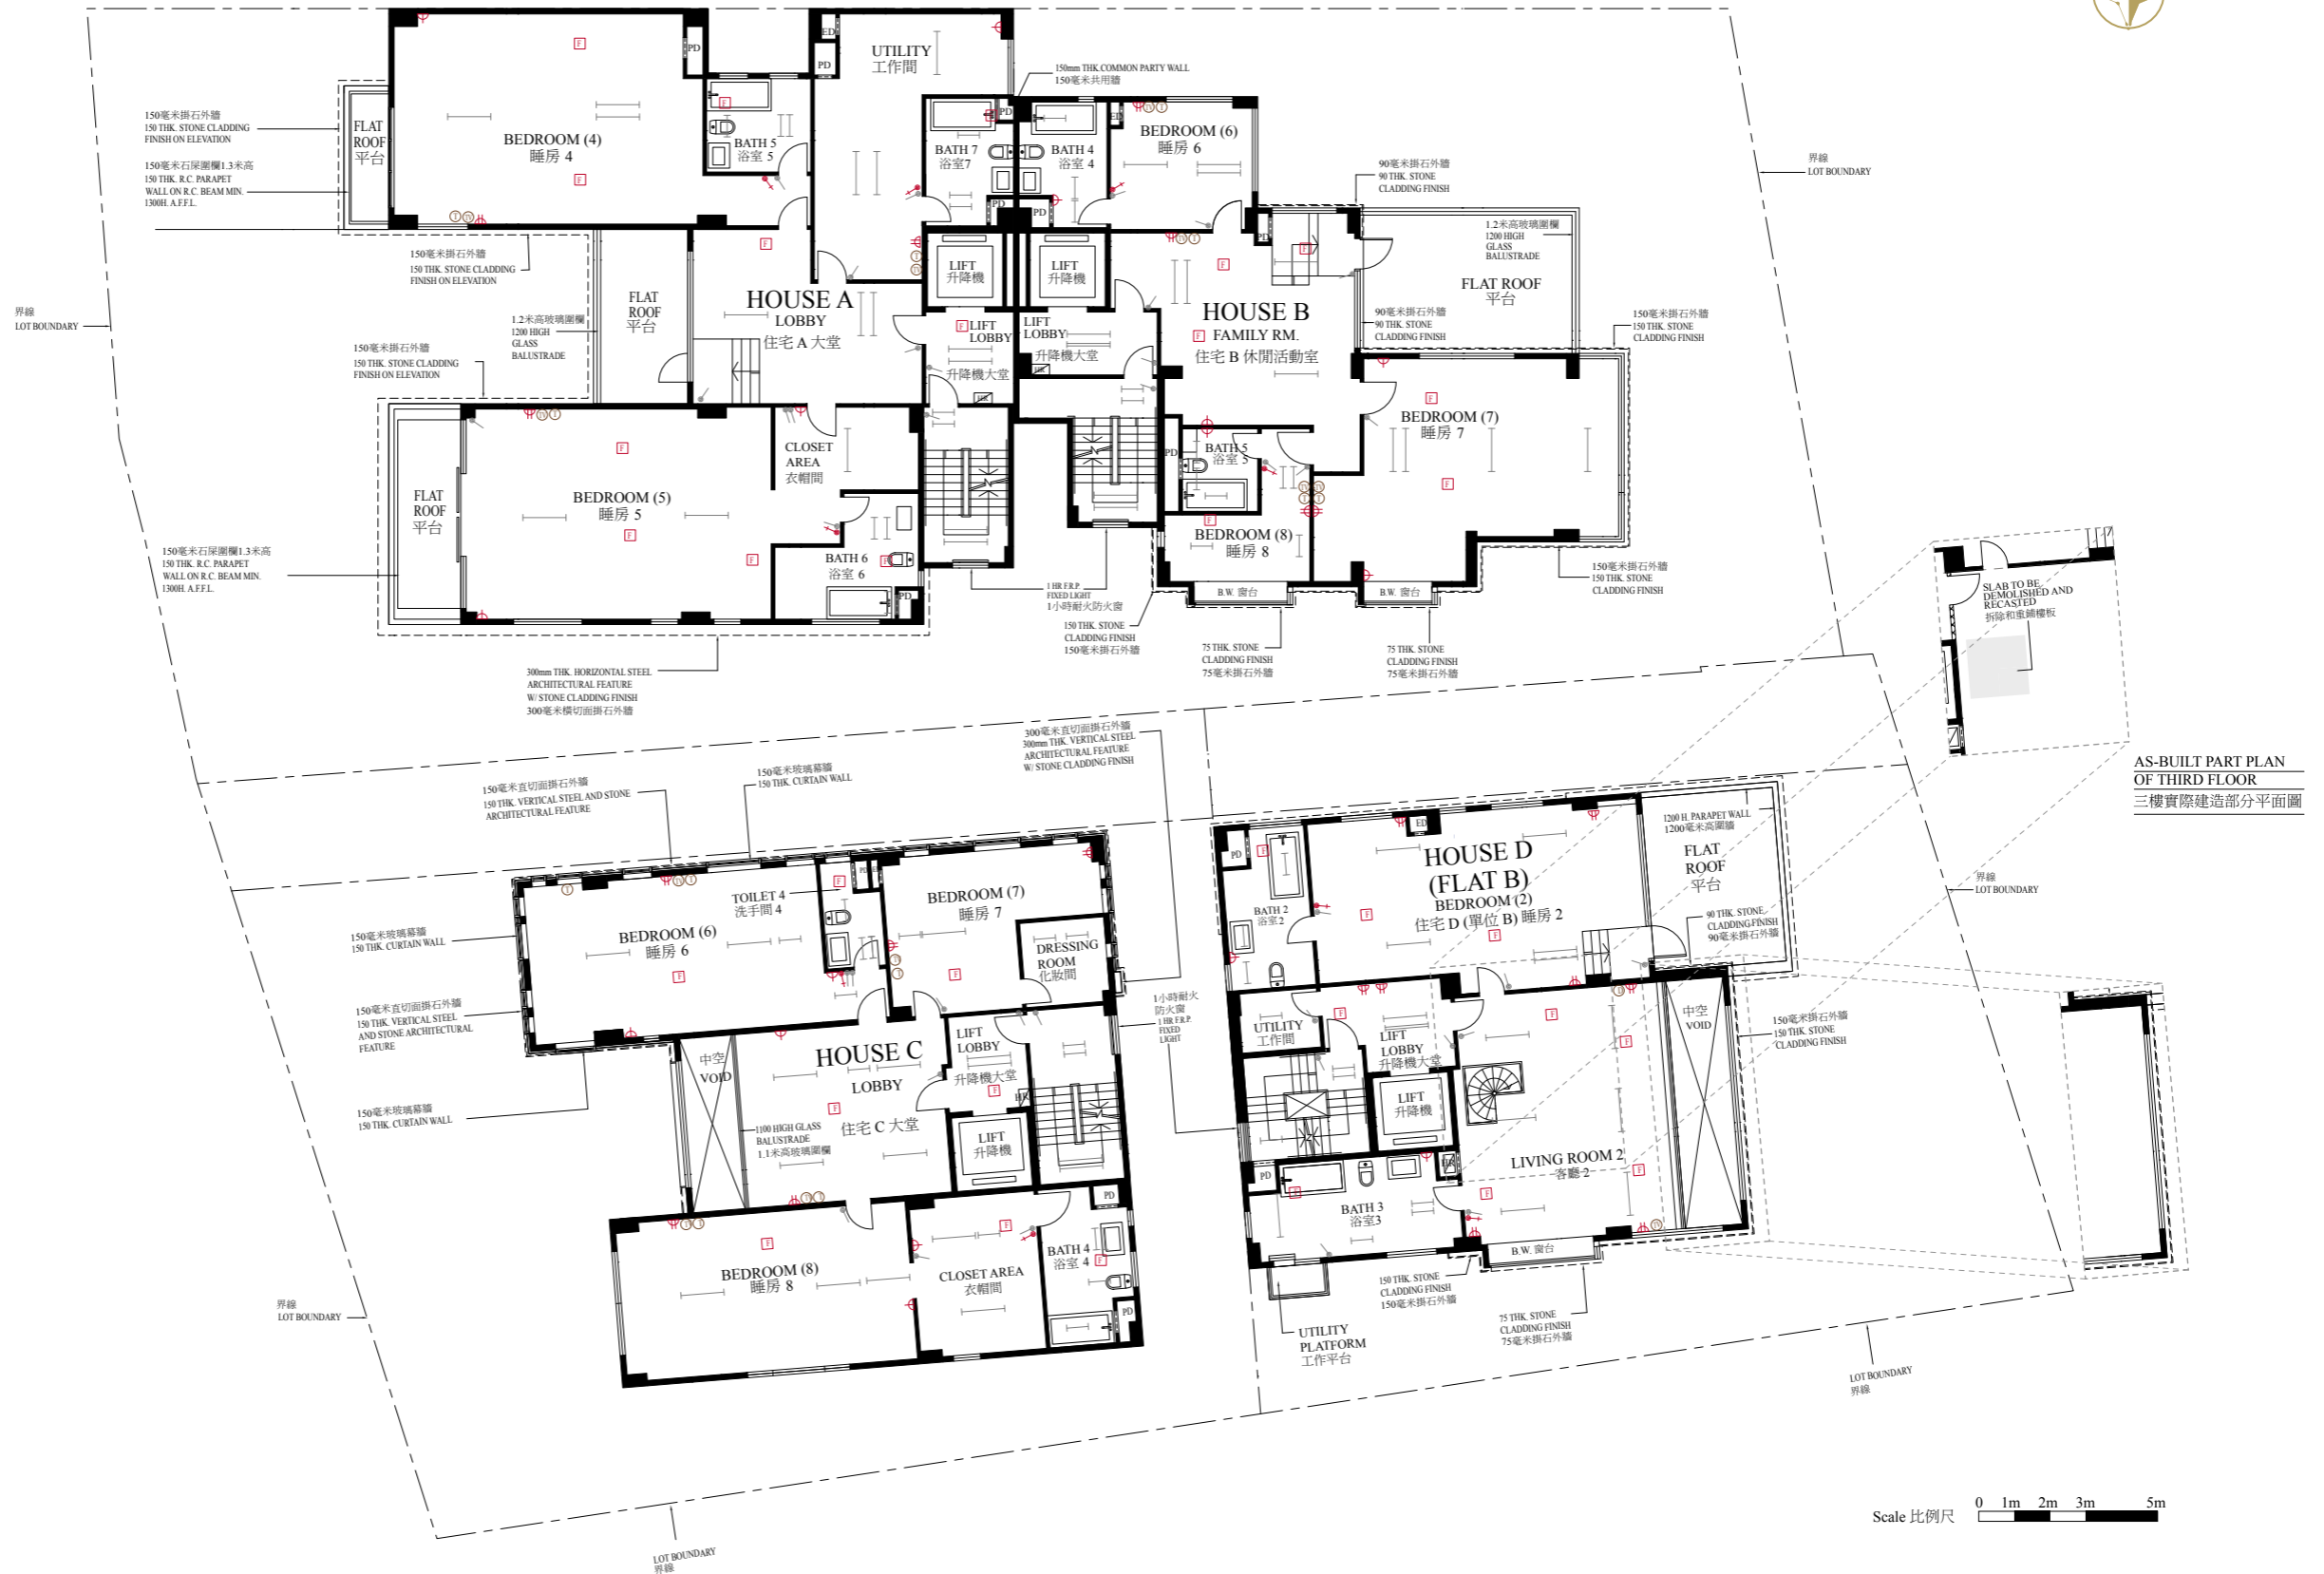 150毫米掛石外牆
150 THK. STONE CLADDING
FINISH ON ELEVATION
150毫米石屎圍欄1.3米高
150 THK. R.C. PARAPET
WALL ON R.C. BEAM MIN.
1300H. A.F.F.L.
FLAT
ROOF
平台
BEDROOM (4)
睡房 4
PD
BATH 5
浴室 5
ED
PD
UTILITY
工作間
150mm THK.COMMON PARTY WALL
150毫米共用牆
BATH 7
浴室7
PD
PD
BATH 4
浴室 4
PD
ED
BEDROOM (6)
睡房 6
90毫米掛石外牆
90 THK. STONE
CLADDING FINISH
界線
LOT BOUNDARY
150毫米掛石外牆
150 THK. STONE CLADDING
FINISH ON ELEVATION
界線
LOT BOUNDARY
1.2米高玻璃圍欄
1200 HIGH
GLASS
BALUSTRADE
FLAT
ROOF
平台
HOUSE A
LOBBY
住宅 A 大堂
LIFT
升降機
LIFT
LOBBY
升降機大堂
HR
LIFT
升降機
LIFT
LOBBY
升降機大堂
HR
HOUSE B
FAMILY RM.
住宅 B 休閒活動室
PD
1.2米高玻璃圍欄
1200 HIGH
GLASS
BALUSTRADE
FLAT ROOF
平台
90毫米掛石外牆
90 THK. STONE
CLADDING FINISH
150毫米掛石外牆
150 THK. STONE
CLADDING FINISH
150毫米掛石外牆
150 THK. STONE CLADDING
FINISH ON ELEVATION
FLAT
ROOF
平台
BEDROOM (5)
睡房 5
CLOSET
AREA
衣帽間
BATH 6
浴室 6
PD
PD
BATH 5
浴室 5
BEDROOM (7)
睡房 7
BEDROOM (8)
睡房 8
B.W. 窗台
B.W. 窗台
150毫米石屎圍欄1.3米高
150 THK. R.C. PARAPET
WALL ON R.C. BEAM MIN.
1300H. A.F.F.L.
1 HR F.R.P.
FIXED LIGHT
1小時耐火防火窗
150毫米掛石外牆
150 THK. STONE
CLADDING FINISH
150 THK. STONE
CLADDING FINISH
150毫米掛石外牆
75 THK. STONE
CLADDING FINISH
75毫米掛石外牆
75 THK. STONE
CLADDING FINISH
75毫米掛石外牆
300mm THK. HORIZONTAL STEEL
ARCHITECTURAL FEATURE
W/ STONE CLADDING FINISH
300毫米橫切面掛石外牆
SLAB TO BE
DEMOLISHED AND
RECASTED
拆除和重鋪樓板
AS-BUILT PART PLAN
OF THIRD FLOOR
三樓實際建造部分平面圖
300毫米直切面掛石外牆
300mm THK. VERTICAL STEEL
ARCHITECTURAL FEATURE
W/ STONE CLADDING FINISH
150毫米直切面掛石外牆
150 THK. VERTICAL STEEL AND STONE
ARCHITECTURAL FEATURE
150毫米玻璃幕牆
150 THK. CURTAIN WALL
150毫米玻璃幕牆
150 THK. CURTAIN WALL
150毫米直切面掛石外牆
150 THK. VERTICAL STEEL
AND STONE ARCHITECTURAL
FEATURE
150毫米玻璃幕牆
150 THK. CURTAIN WALL
BEDROOM (6)
睡房 6
TOILET 4
洗手間 4
BEDROOM (7)
睡房 7
DRESSING
ROOM
化妝間
中空
VOID
HOUSE C
LOBBY
住宅 C 大堂
1100 HIGH GLASS
BALUSTRADE
1.1米高玻璃圍欄
LIFT
LOBBY
升降機大堂
HR
LIFT
升降機
1小時耐火
防火窗
1 HR F.R.P.
FIXED
LIGHT
BEDROOM (8)
睡房 8
CLOSET AREA
衣帽間
PD
BATH 4
浴室 4
PD
界線
LOT BOUNDARY
PD
BATH 2
浴室2
ED
HOUSE D
(FLAT B)
BEDROOM (2)
住宅 D (單位 B) 睡房 2
1200 H. PARAPET WALL
1200毫米高圍牆
FLAT
ROOF
平台
90 THK. STONE
CLADDING FINISH
90毫米掛石外牆
界線
LOT BOUNDARY
UTILITY
工作間
LIFT
LOBBY
升降機大堂
LIFT
升降機
中空
VOID
150毫米掛石外牆
150 THK. STONE
CLADDING FINISH
LIVING ROOM 2
客廳 2
PD
HR
BATH 3
浴室3
B.W. 窗台
150 THK. STONE
CLADDING FINISH
150毫米掛石外牆
75 THK. STONE
CLADDING FINISH
75毫米掛石外牆
UTILITY
PLATFORM
工作平台
LOT BOUNDARY
界線
LOT BOUNDARY
界線
Scale 比例尺
0 1m 2m 3m 5m